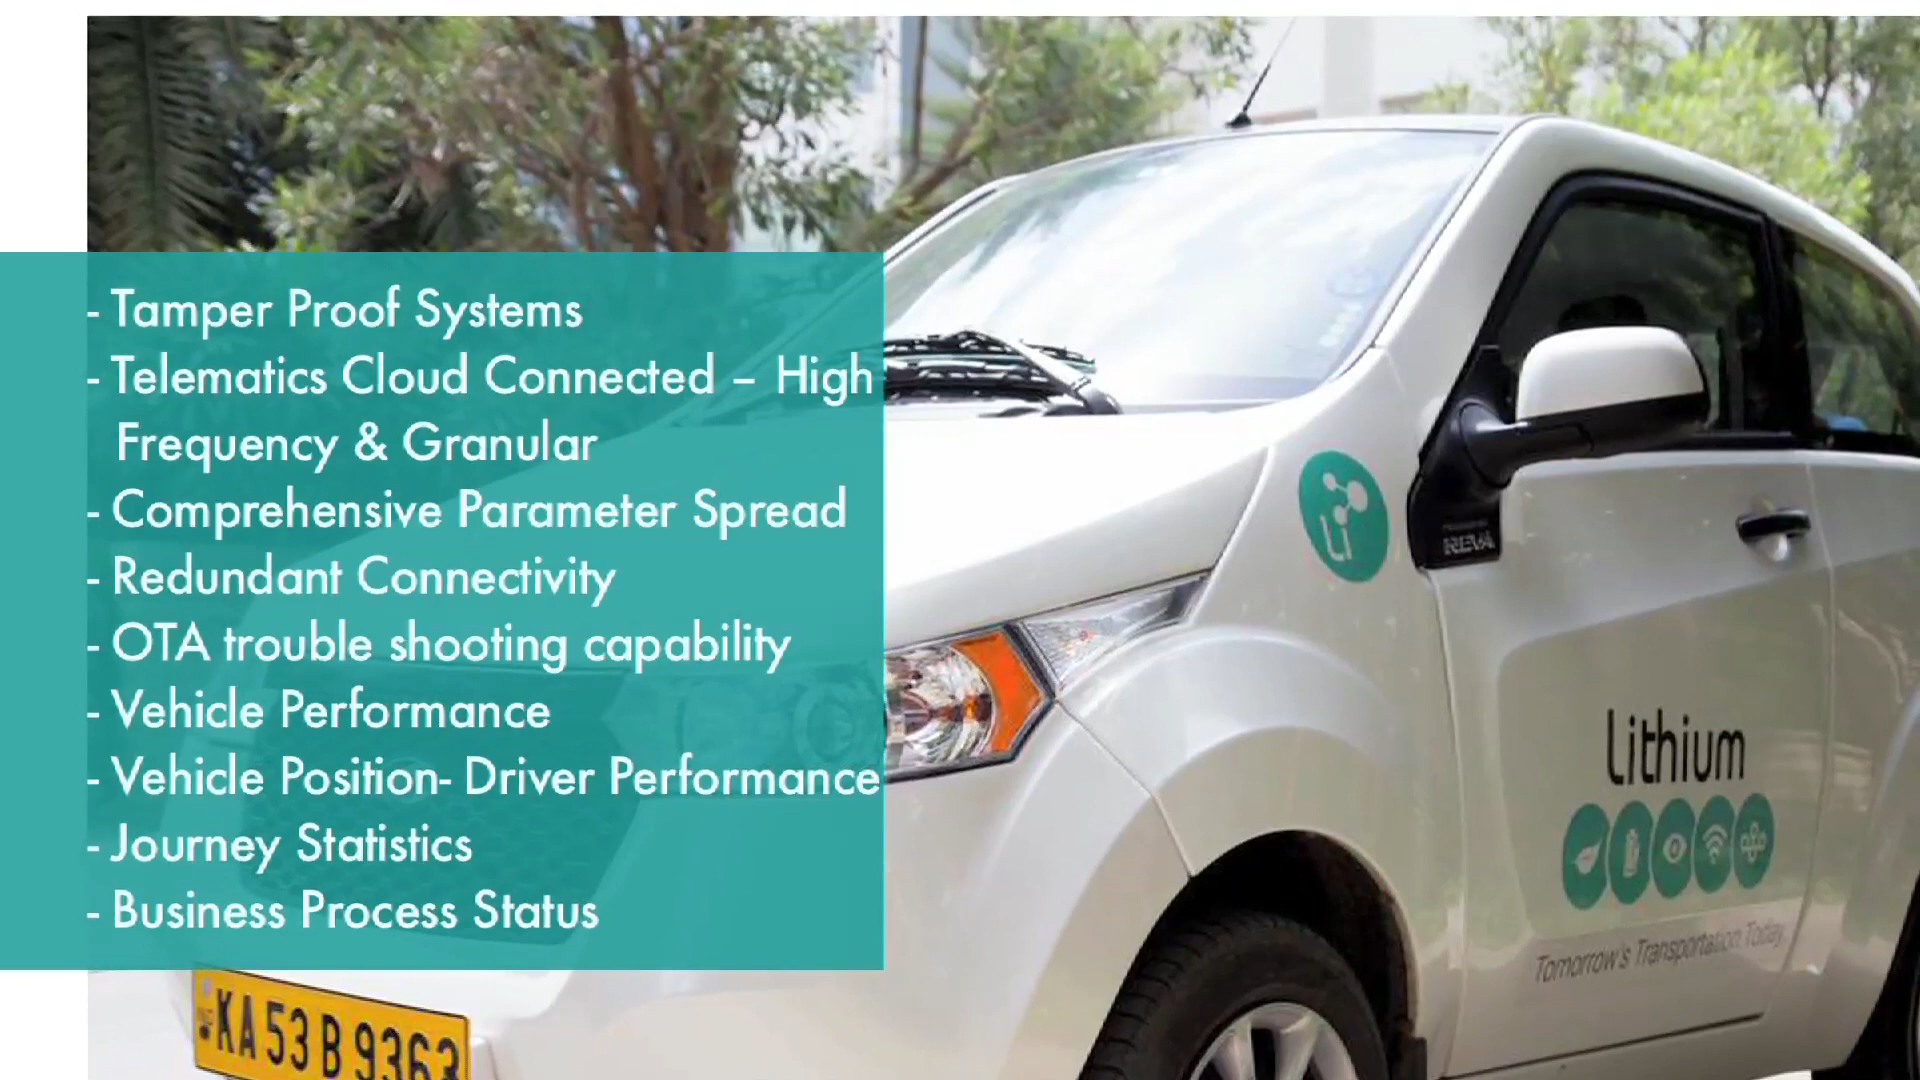 - Tamper Proof Systems
- Telematics Cloud Connected – High
Frequency & Granular
- Comprehensive Parameter Spread
- Redundant Connectivity
- OTA trouble shooting capability
- Vehicle Performance
- Vehicle Position- Driver Performance
- Journey Statistics
- Business Process Status
Li
REVA
Lithium
Tomorrow's Transportation. Today.
KA 53 B 9363